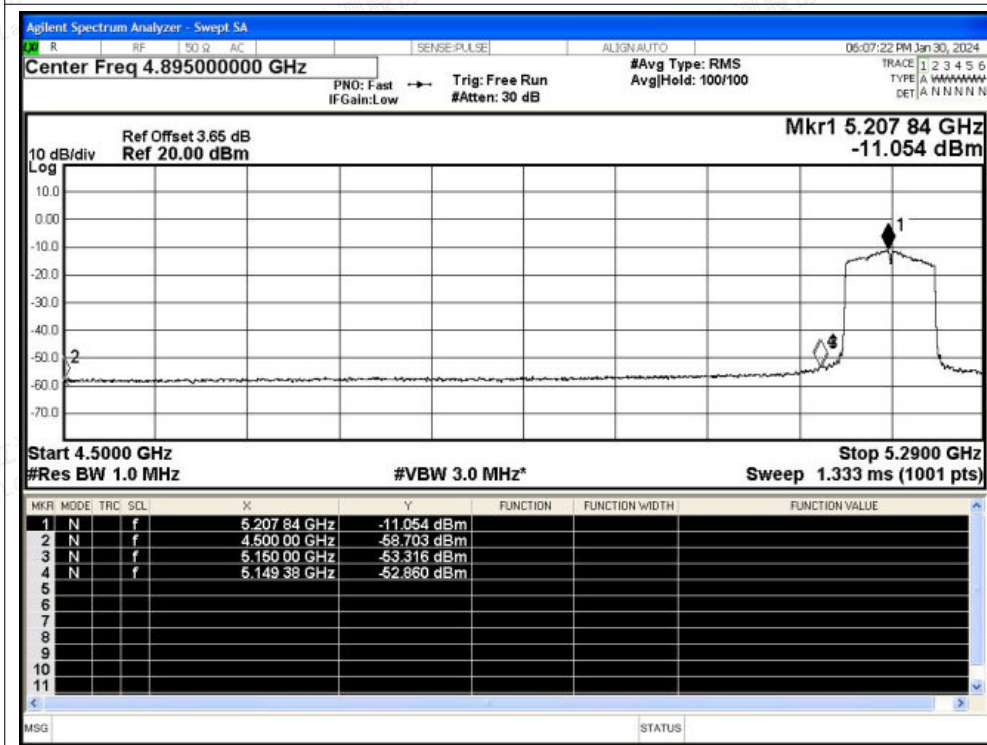 Agilent Spectrum Analyzer - Swept SA
LXI R RF 50 Ω AC SENSE:PULSE ALIGN AUTO 06:07:22 PM Jan 30, 2024
Center Freq 4.895000000 GHz
PNO: Fast
IFGain:Low
Trig: Free Run
#Atten: 30 dB
#Avg Type: RMS
Avg|Hold: 100/100
TRACE 1 2 3 4 5 6
TYPE A WWWWW
DET A N N N N N
Mkr1 5.207 84 GHz
-11.054 dBm
Ref Offset 3.65 dB
10 dB/div Ref 20.00 dBm
Log
10.0
0.00
-10.0
-20.0
-30.0
-40.0
-50.0
-60.0
-70.0
1
2
4
Start 4.5000 GHz Stop 5.2900 GHz
#Res BW 1.0 MHz #VBW 3.0 MHz* Sweep 1.333 ms (1001 pts)
MKR MODE TRC SCL X Y FUNCTION FUNCTION WIDTH FUNCTION VALUE
1 N f 5.207 84 GHz -11.054 dBm
2 N f 4.500 00 GHz -58.703 dBm
3 N f 5.150 00 GHz -53.316 dBm
4 N f 5.149 38 GHz -52.860 dBm
5
6
7
8
9
10
11
MSG STATUS